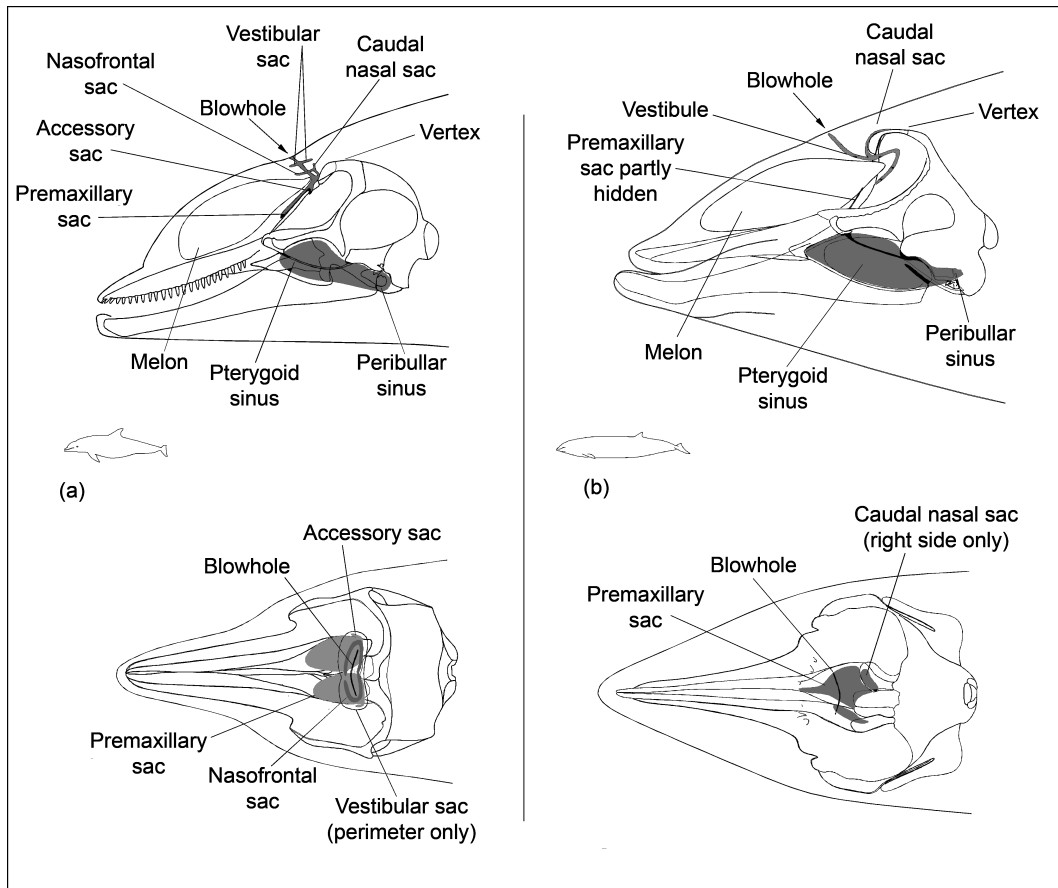 Vestibular
sac
Nasofrontal
sac
Caudal
nasal sac
Blowhole
Accessory
sac
Vertex
Premaxillary
sac
Melon
Pterygoid
sinus
Peribullar
sinus
(a)
Caudal
nasal sac
Blowhole
Vestibule
Vertex
Premaxillary
sac partly
hidden
Melon
Pterygoid
sinus
Peribullar
sinus
(b)
Accessory sac
Blowhole
Premaxillary
sac
Nasofrontal
sac
Vestibular sac
(perimeter only)
Caudal nasal sac
(right side only)
Blowhole
Premaxillary
sac